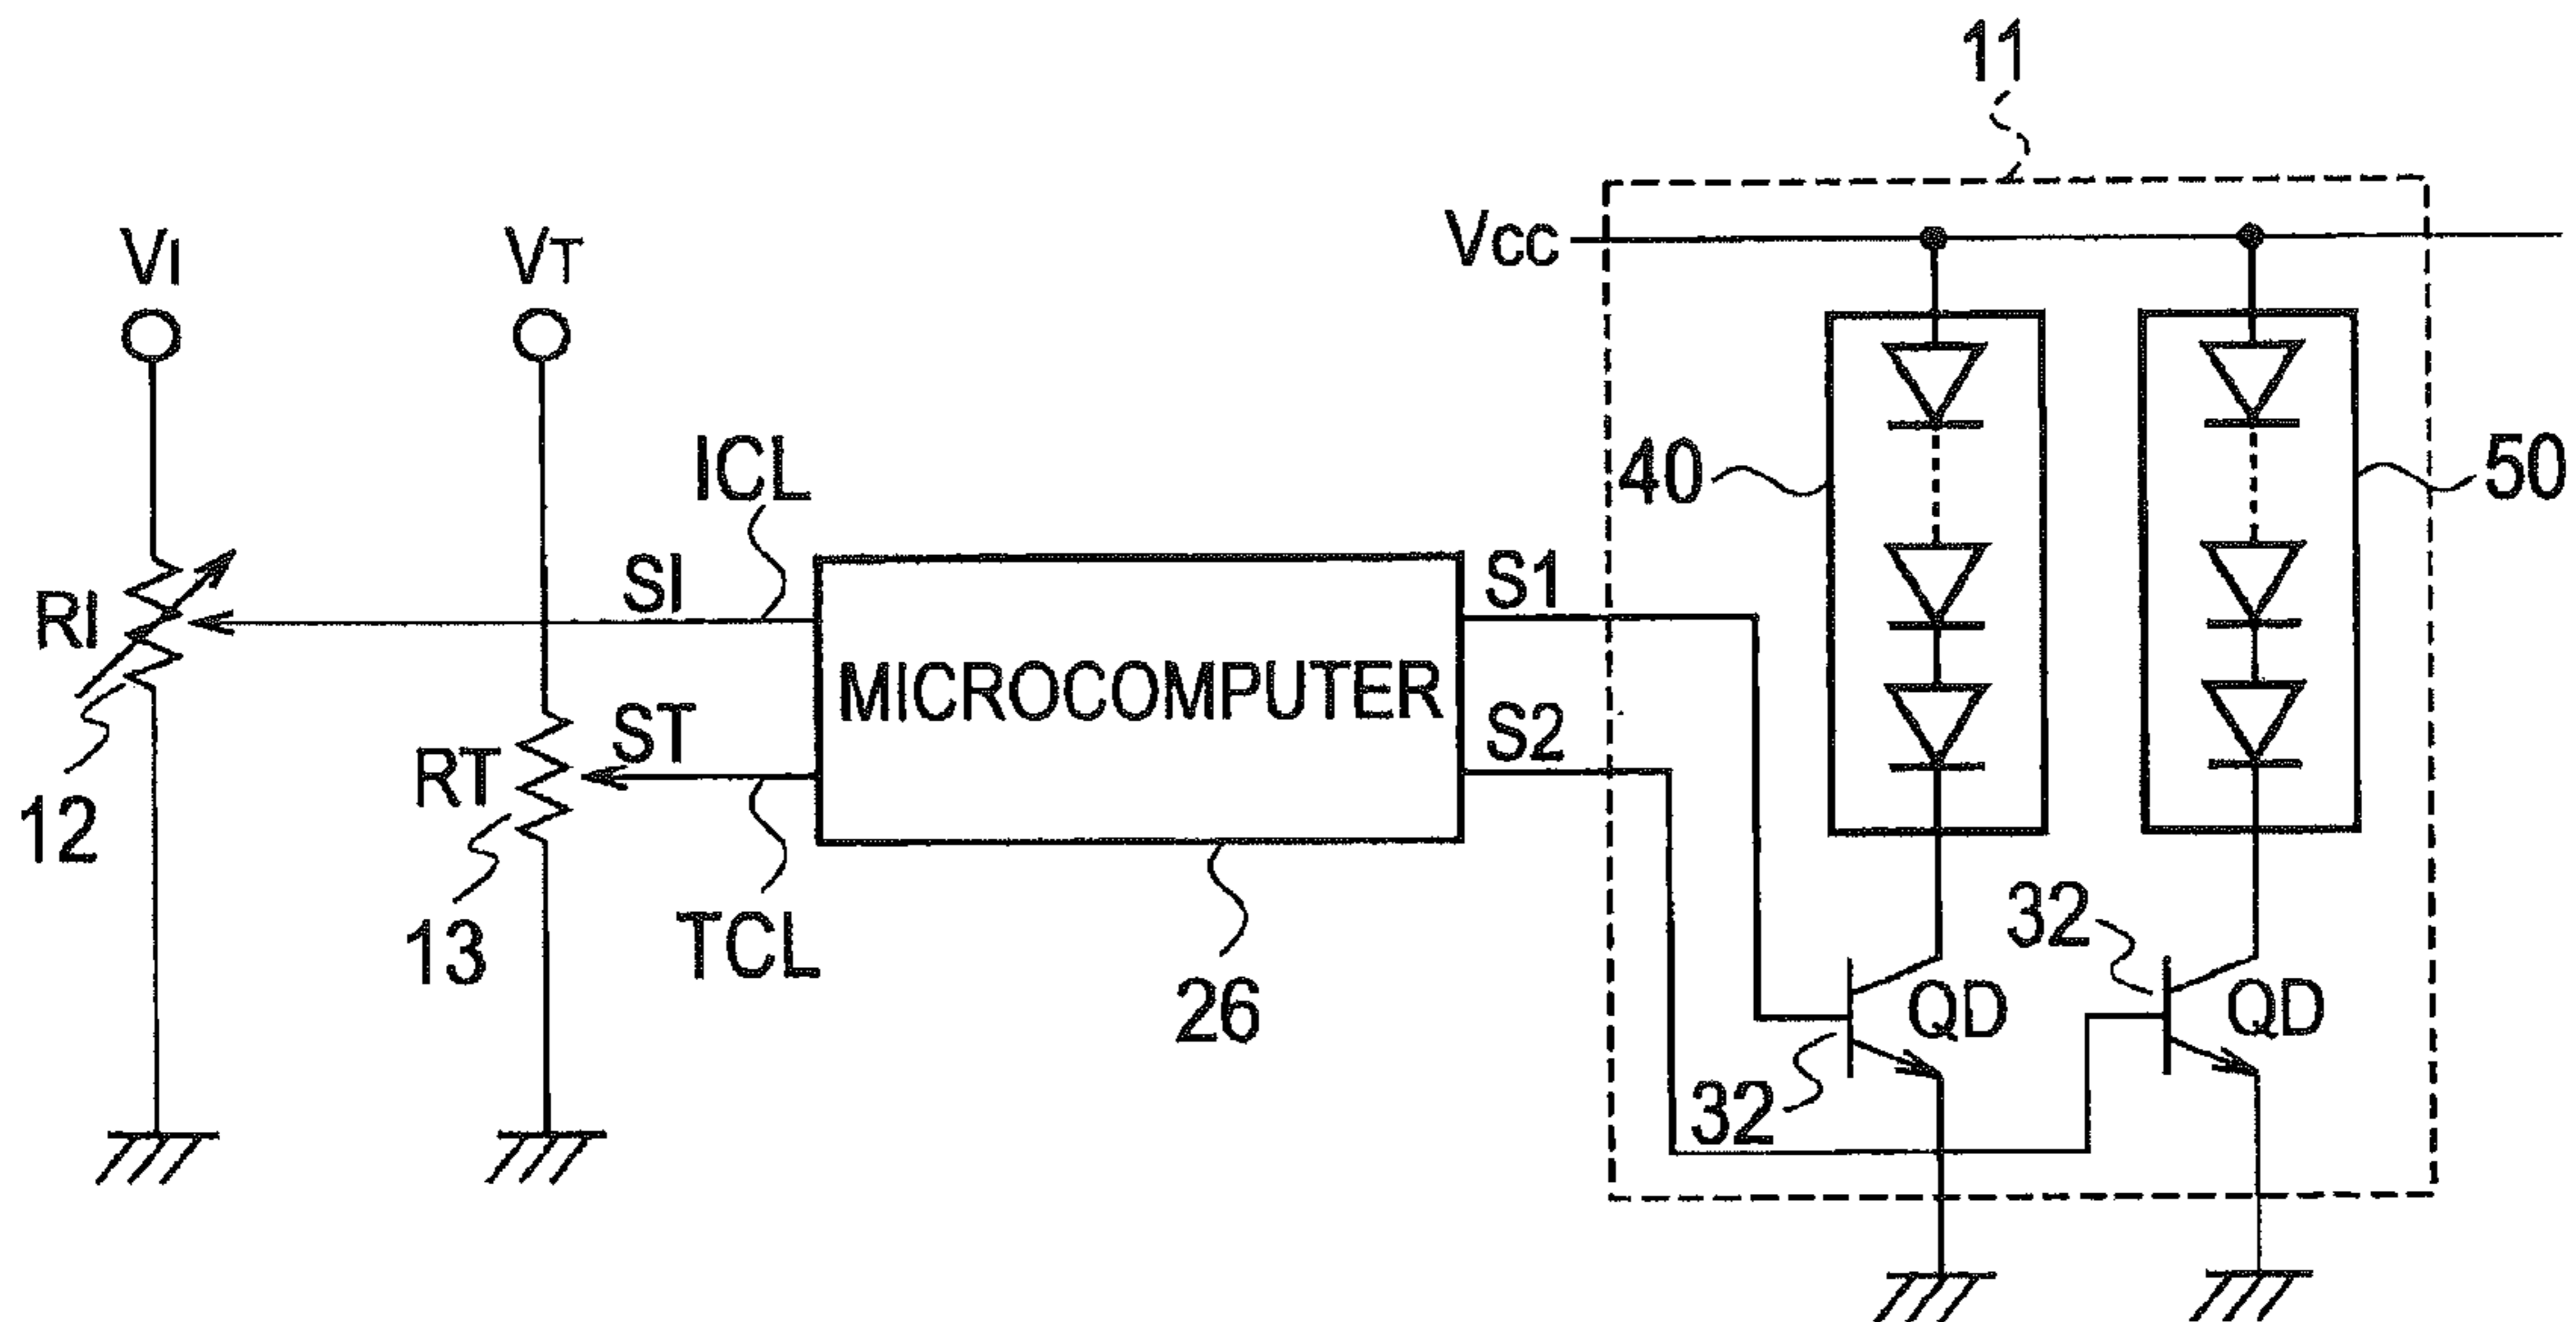 11
VI
VT
Vcc
ICL
40
50
RI
SI
S1
MICROCOMPUTER
RT
ST
S2
12
13
TCL
26
32
32
QD
QD